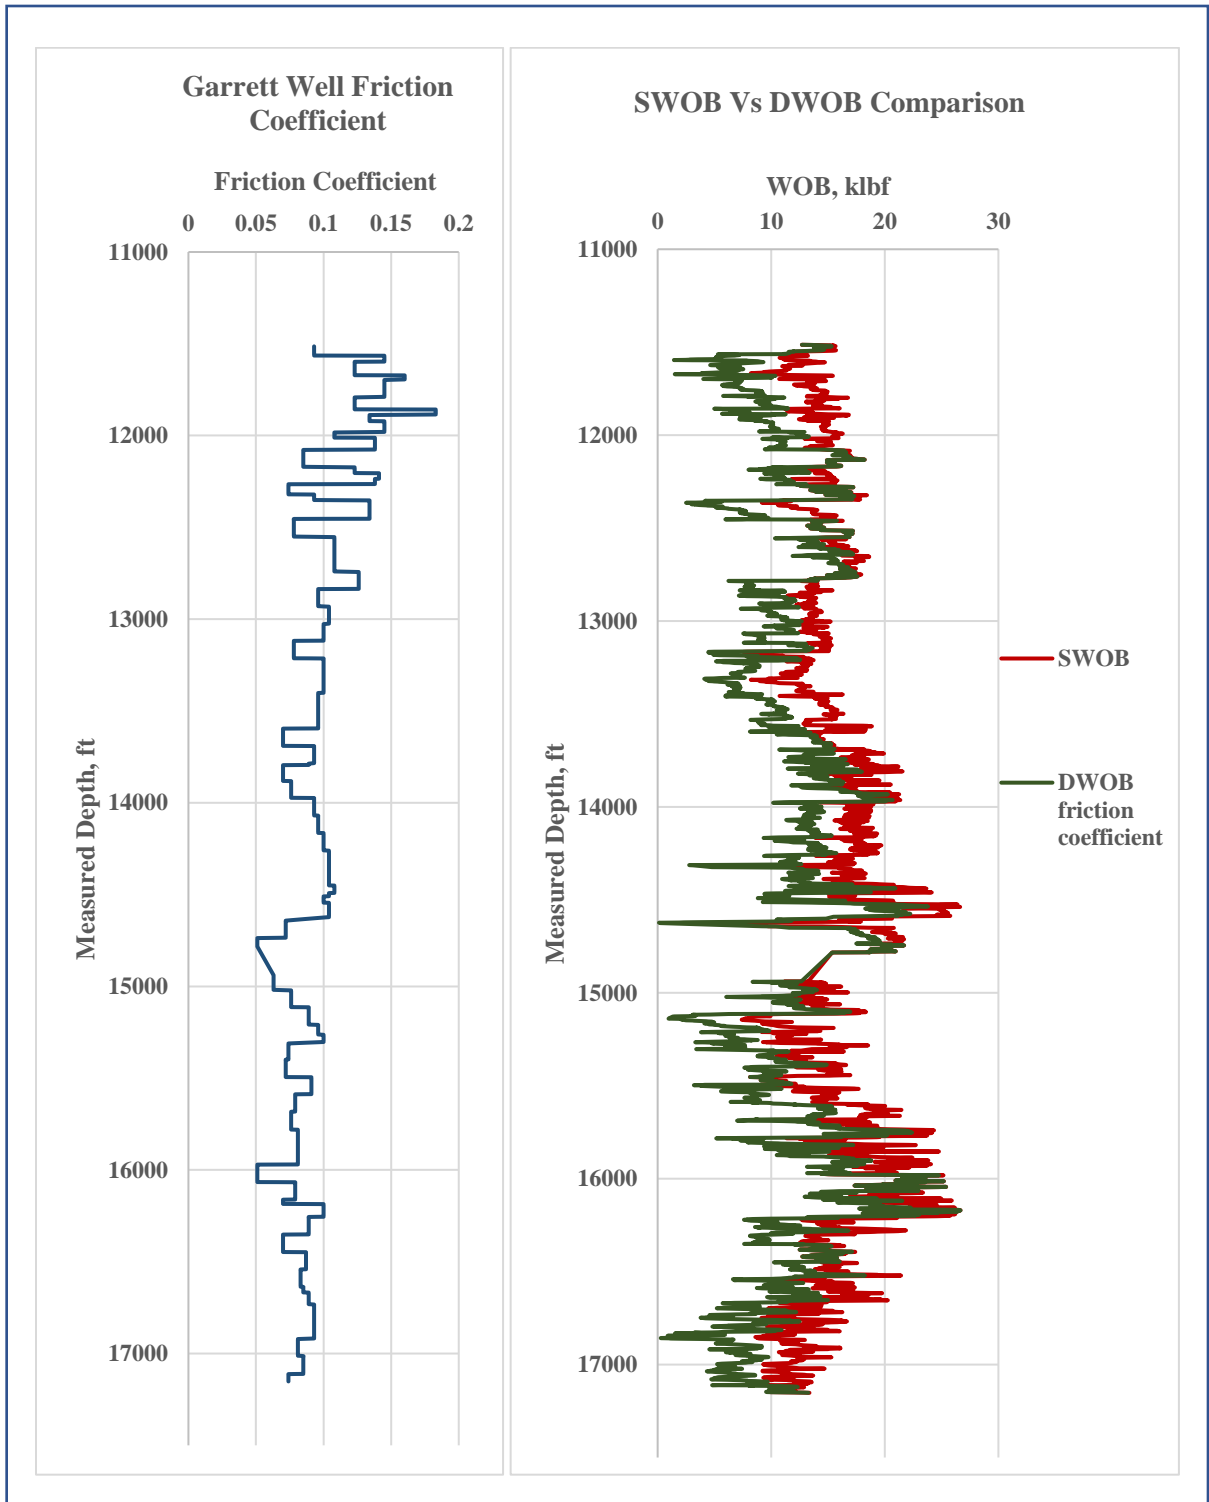 Garrett Well Friction
Coefficient
Friction Coefficient
0 0.05 0.1 0.15 0.2
11000
12000
13000
14000
15000
16000
17000
Measured Depth, ft
SWOB Vs DWOB Comparison
WOB, klbf
0 10 20 30
11000
12000
13000
14000
15000
16000
17000
Measured Depth, ft
SWOB
DWOB
friction
coefficient